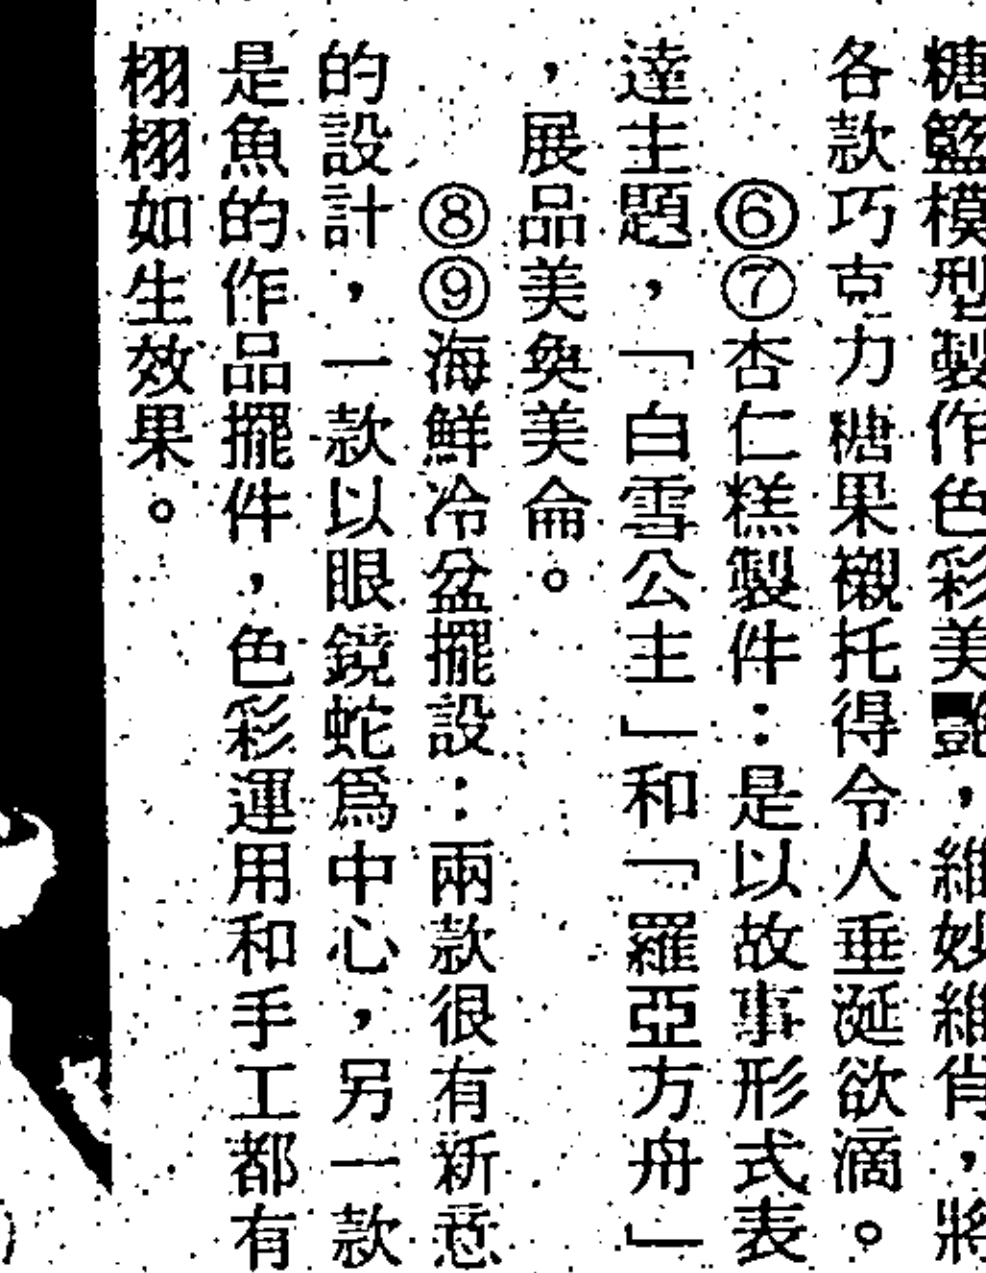 糖籃模型製作色彩美艷，維妙維肖，將
各款巧克力糖果襯托得令人垂涎欲滴。
⑥⑦杏仁糕製件：是以故事形式表
達主題，「白雪公主」和「羅亞方舟」
，展品美奐美侖。
⑧⑨海鮮冷盆擺設：兩款很有新意
的設計，一款以眼鏡蛇爲中心，另一款
是魚的作品擺件，色彩運用和手工都有
栩栩如生效果。